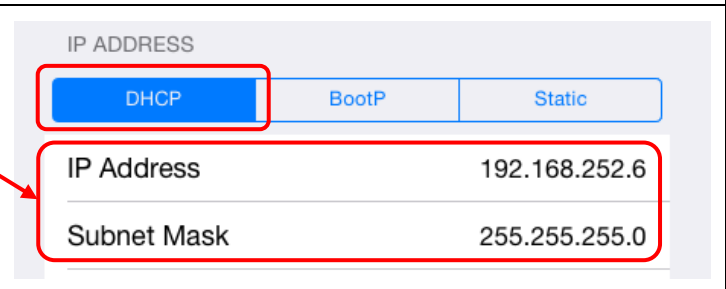 IP ADDRESS
DHCP BootP Static
IP Address 192.168.252.6
Subnet Mask 255.255.255.0